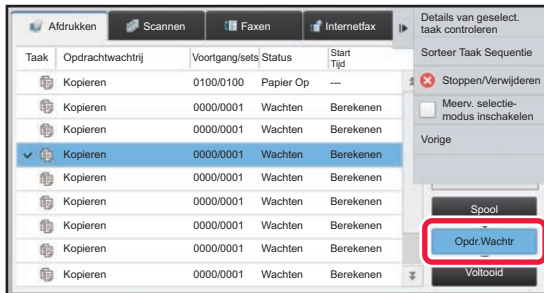 Afdrukken Scannen Faxen Internetfax
Taak Opdrachtwachtrij Voortgang/sets Status Start Tijd
Kopieren 0100/0100 Papier Op ---
Kopieren 0000/0001 Wachten Berekenen
Kopieren 0000/0001 Wachten Berekenen
Kopieren 0000/0001 Wachten Berekenen
Kopieren 0000/0001 Wachten Berekenen
Kopieren 0000/0001 Wachten Berekenen
Kopieren 0000/0001 Wachten Berekenen
Kopieren 0000/0001 Wachten Berekenen
Kopieren 0000/0001 Wachten Berekenen
Details van geselect.
taak controleren
Sorteer Taak Sequentie
Stoppen/Verwijderen
Meerv. selectie-
modus inschakelen
Vorige
Spool
Opdr.Wachtr
Voltooid